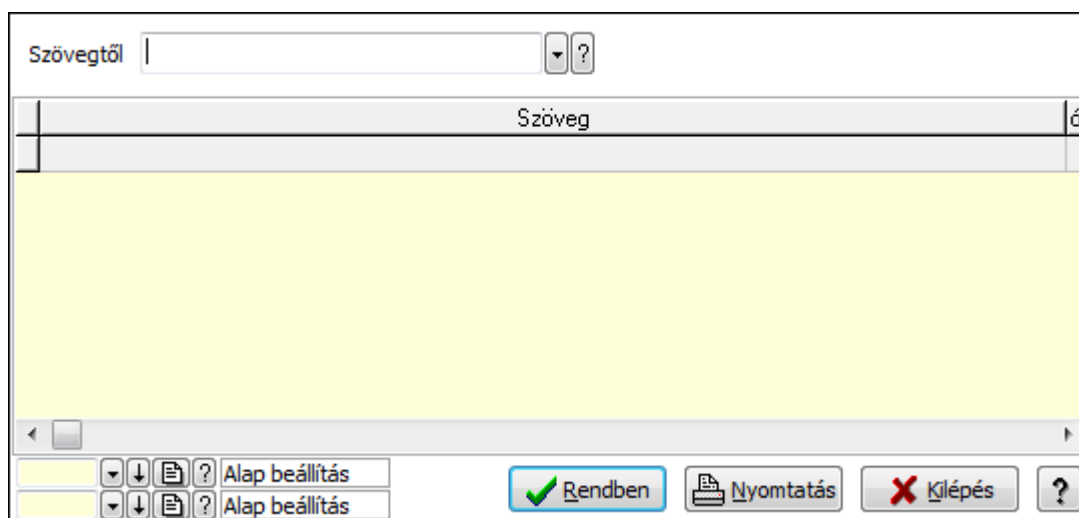 Szövegtől ?
Szöveg
Alap beállítás
Alap beállítás
Rendben Nyomtatás Kilépés ?